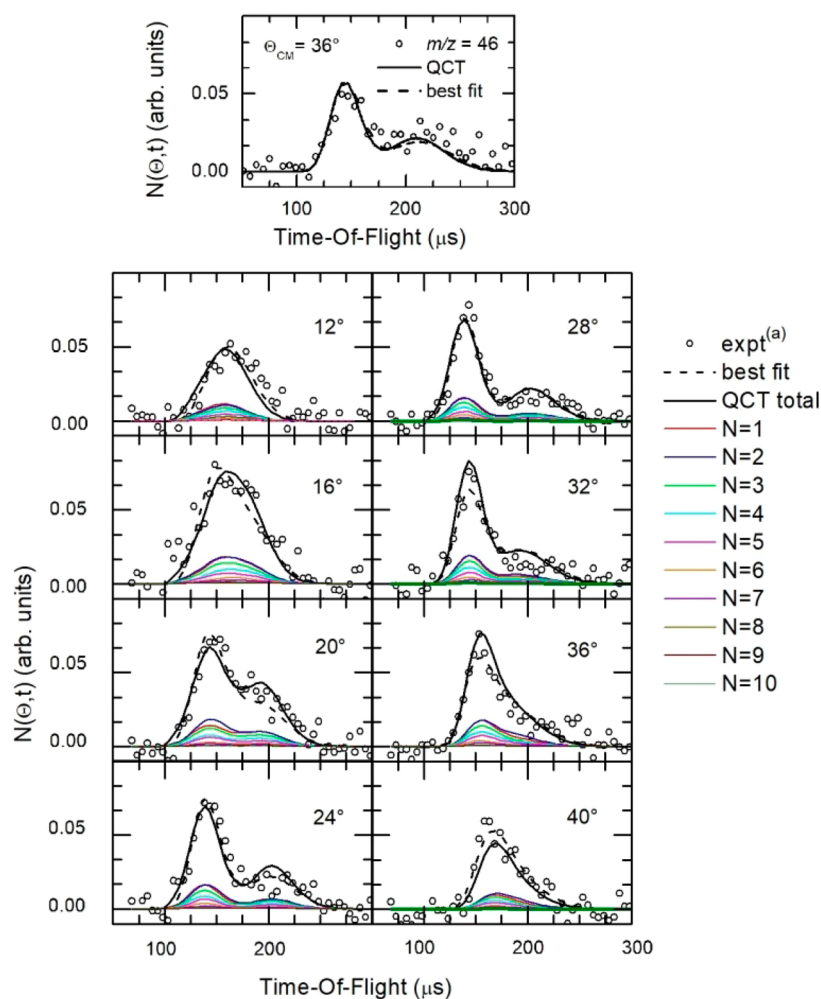 Θ_CM = 36°
m/z = 46
QCT
best fit
N(Θ,t) (arb. units)
0.05
0.00
100 200 300
Time-Of-Flight (μs)
12° 28°
0.05
0.00
16° 32°
0.05
0.00
20° 36°
0.05
0.00
24° 40°
0.05
0.00
100 200 100 200 300
N(Θ,t) (arb. units)
Time-Of-Flight (μs)
expt(a)
best fit
QCT total
N=1
N=2
N=3
N=4
N=5
N=6
N=7
N=8
N=9
N=10